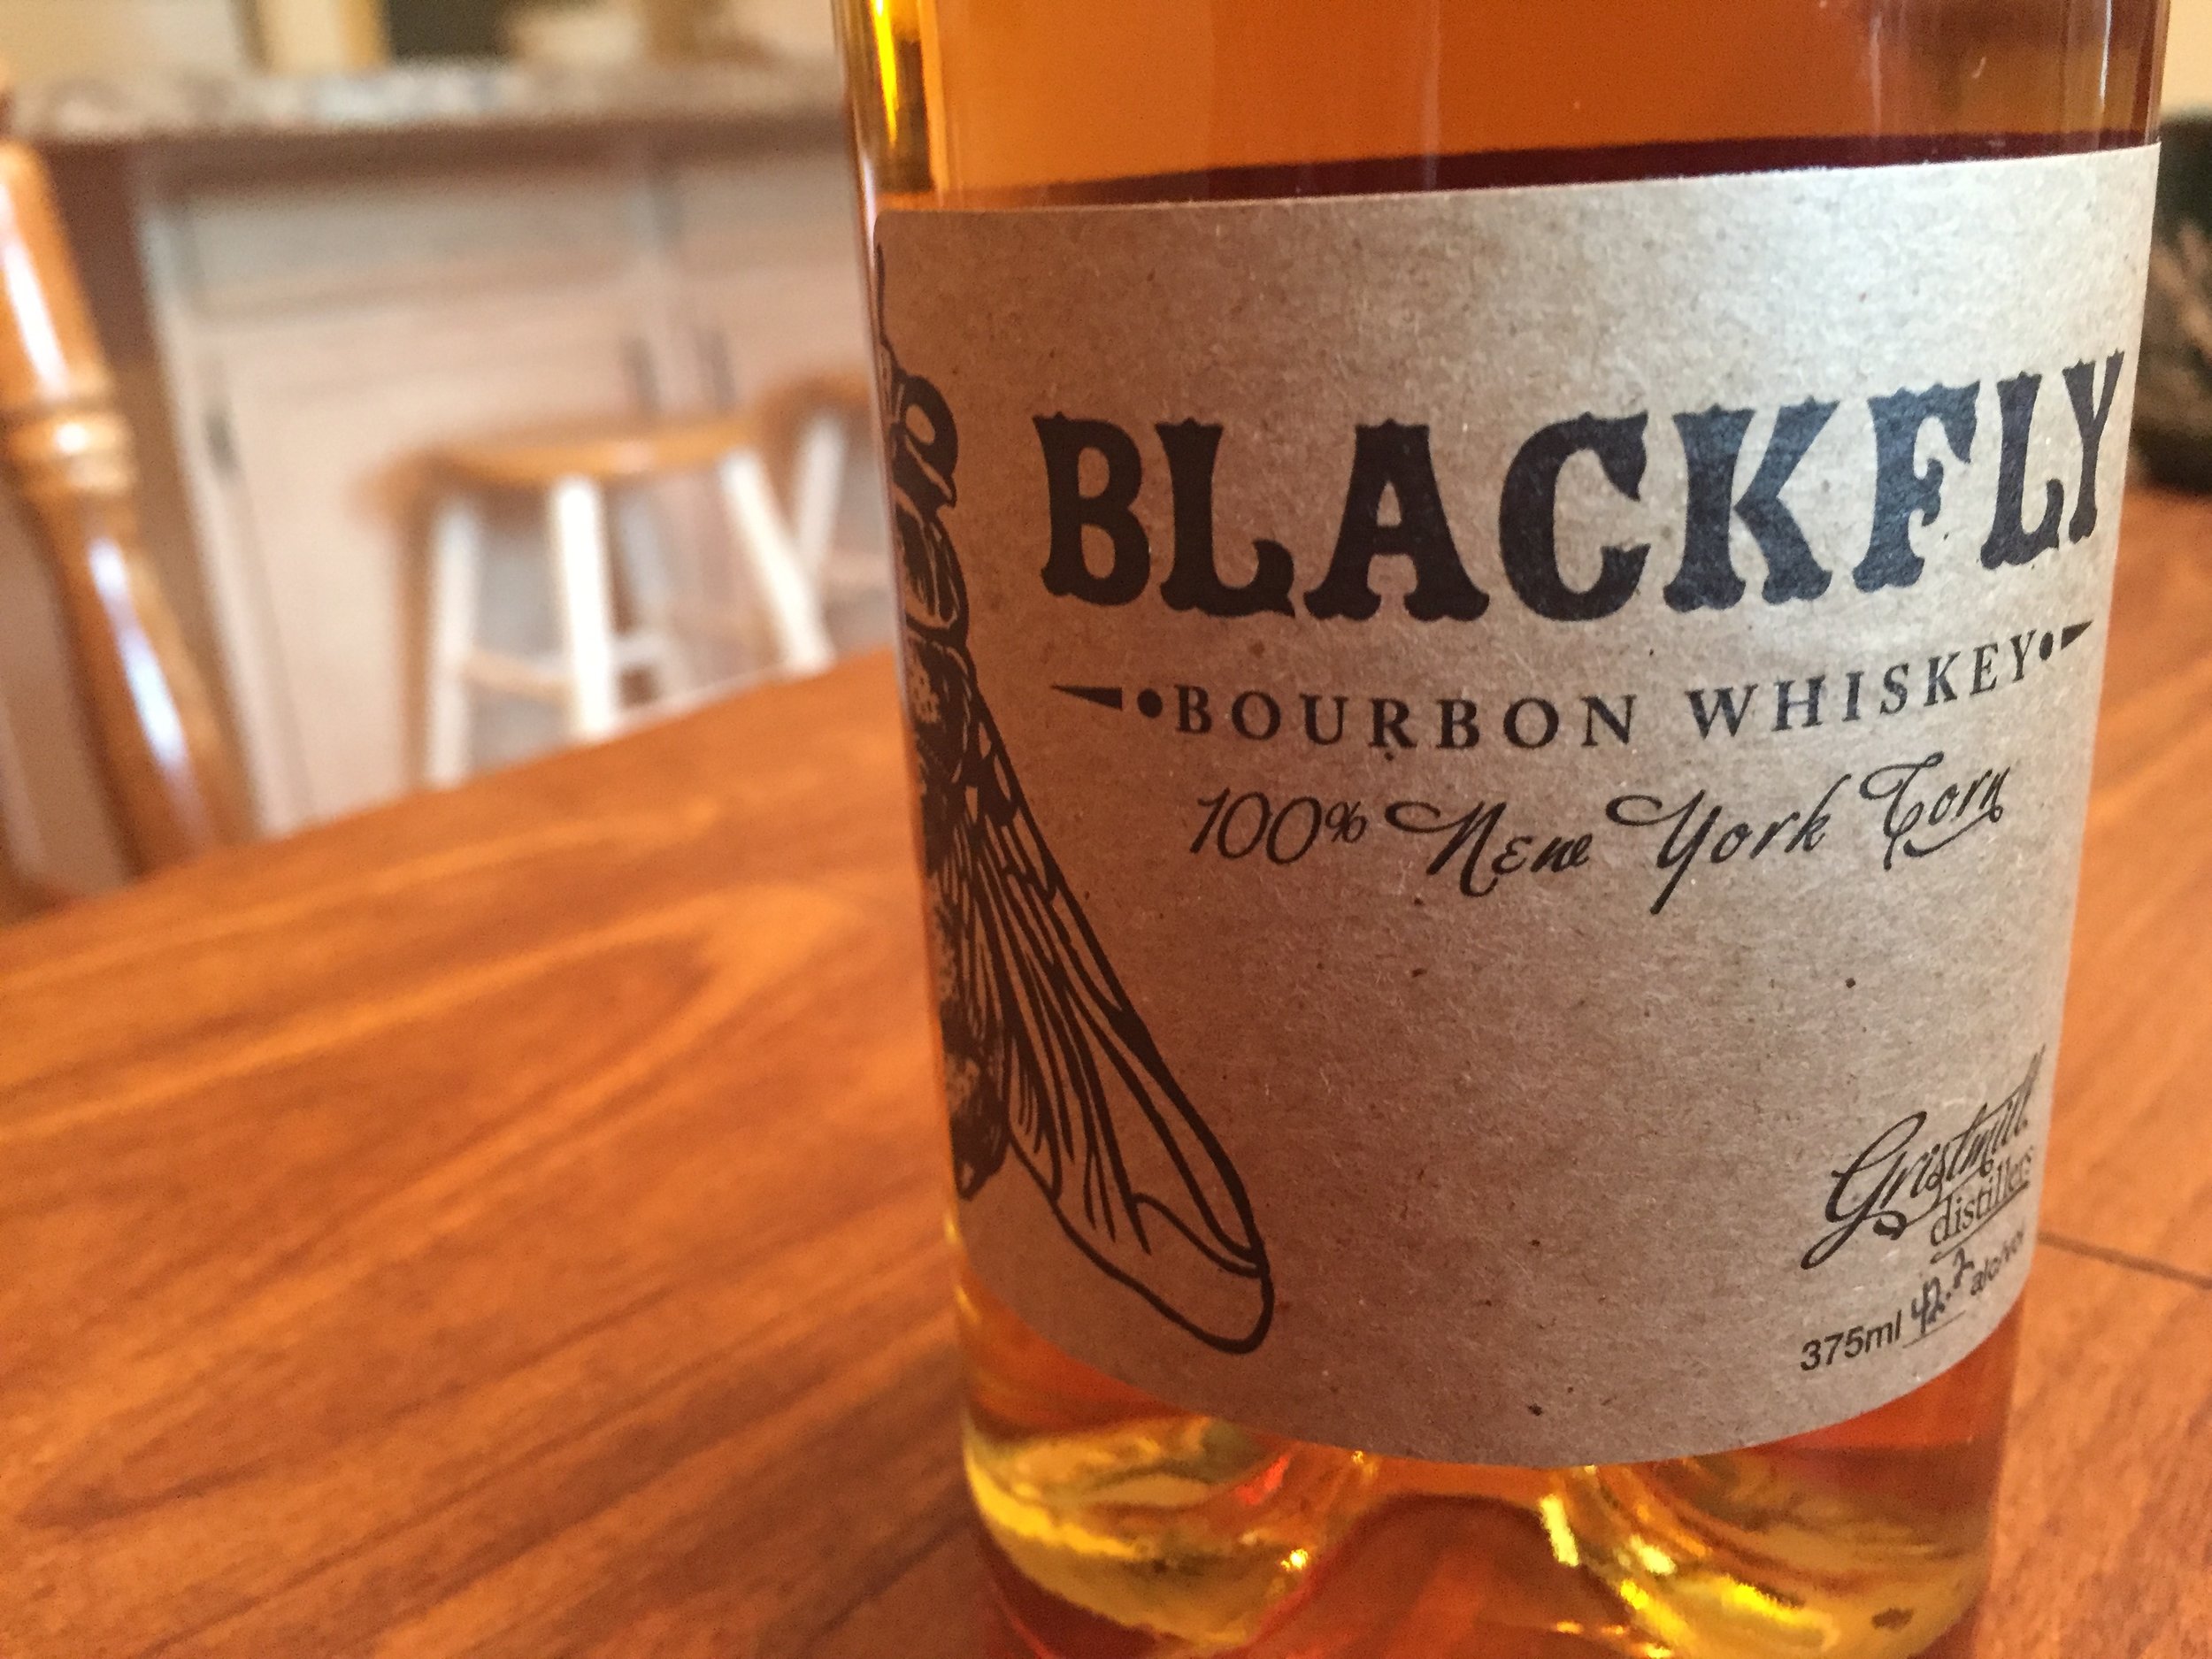 BLACKFLY
BOURBON WHISKEY
100% New York Corn
Gristmill
distillers
375ml 42.2 alc/vol